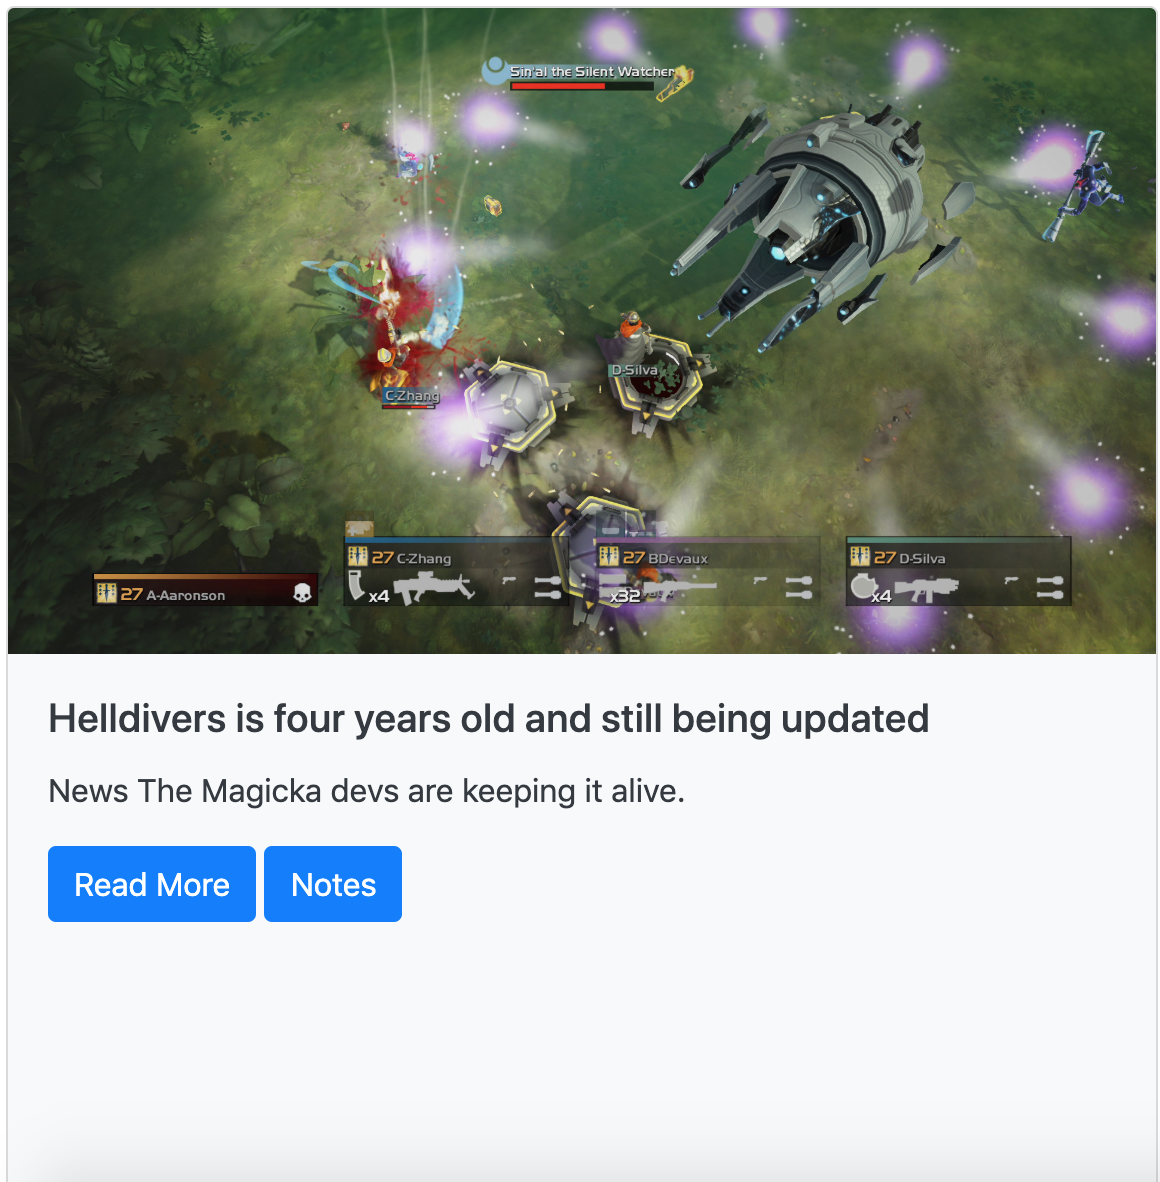 Sin'al the Silent Watcher
C-Zhang
D-Silva
27 A-Aaronson
27 C-Zhang
x4
27 BDevaux
x32
27 D-Silva
x4
Helldivers is four years old and still being updated
News The Magicka devs are keeping it alive.
Read More
Notes